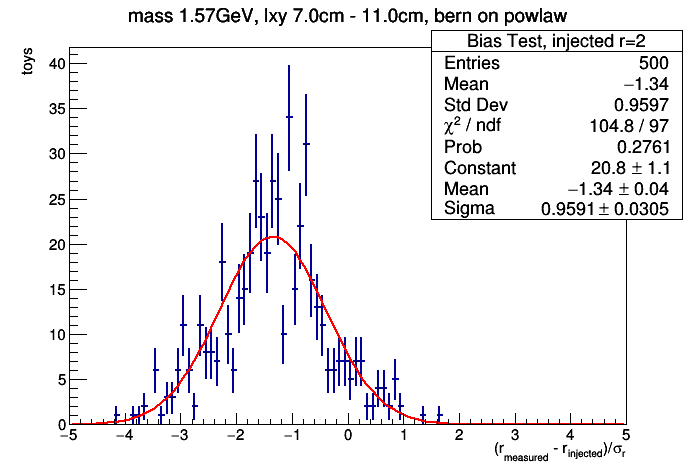 mass 1.57GeV, lxy 7.0cm - 11.0cm, bern on powlaw
toys
Bias Test, injected r=2
Entries 500
Mean −1.34
Std Dev 0.9597
χ² / ndf 104.8 / 97
Prob 0.2761
Constant 20.8 ± 1.1
Mean −1.34 ± 0.04
Sigma 0.9591 ± 0.0305
40
35
30
25
20
15
10
5
0
−5 −4 −3 −2 −1 0 1 2 3 4 5
(r_measured - r_injected)/σ_r